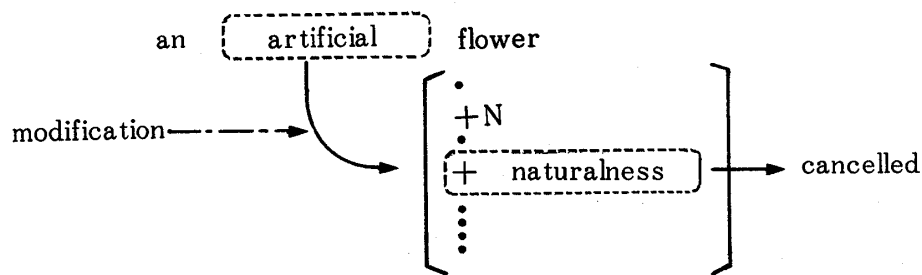 an artificial flower
+N
modification
+ naturalness cancelled